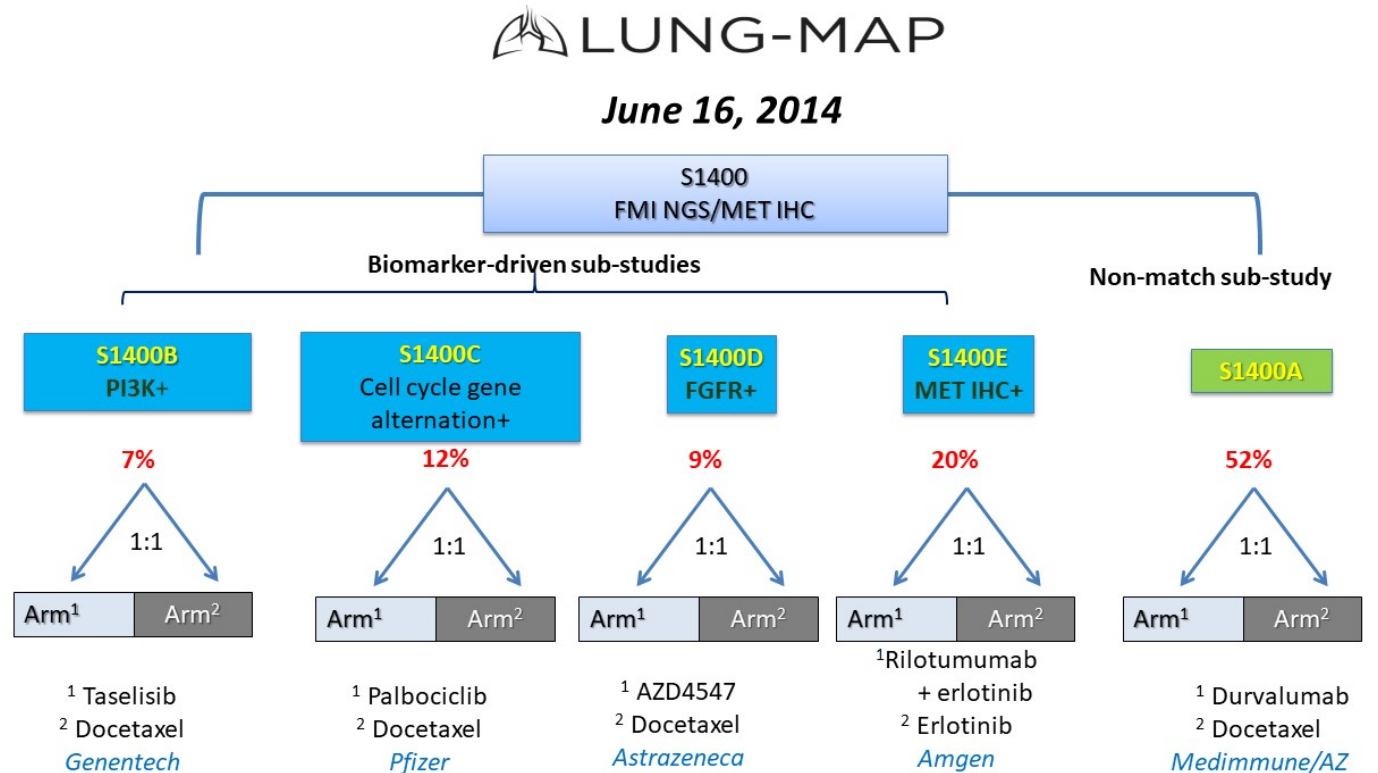 LUNG-MAP
June 16, 2014
S1400
FMI NGS/MET IHC
Biomarker-driven sub-studies
Non-match sub-study
S1400B
PI3K+
S1400C
Cell cycle gene
alternation+
S1400D
FGFR+
S1400E
MET IHC+
S1400A
7%
12%
9%
20%
52%
1:1
1:1
1:1
1:1
1:1
Arm¹ Arm²
Arm¹ Arm²
Arm¹ Arm²
Arm¹ Arm²
Arm¹ Arm²
¹ Taselisib
² Docetaxel
Genentech
¹ Palbociclib
² Docetaxel
Pfizer
¹ AZD4547
² Docetaxel
Astrazeneca
¹Rilotumumab
+ erlotinib
² Erlotinib
Amgen
¹ Durvalumab
² Docetaxel
Medimmune/AZ